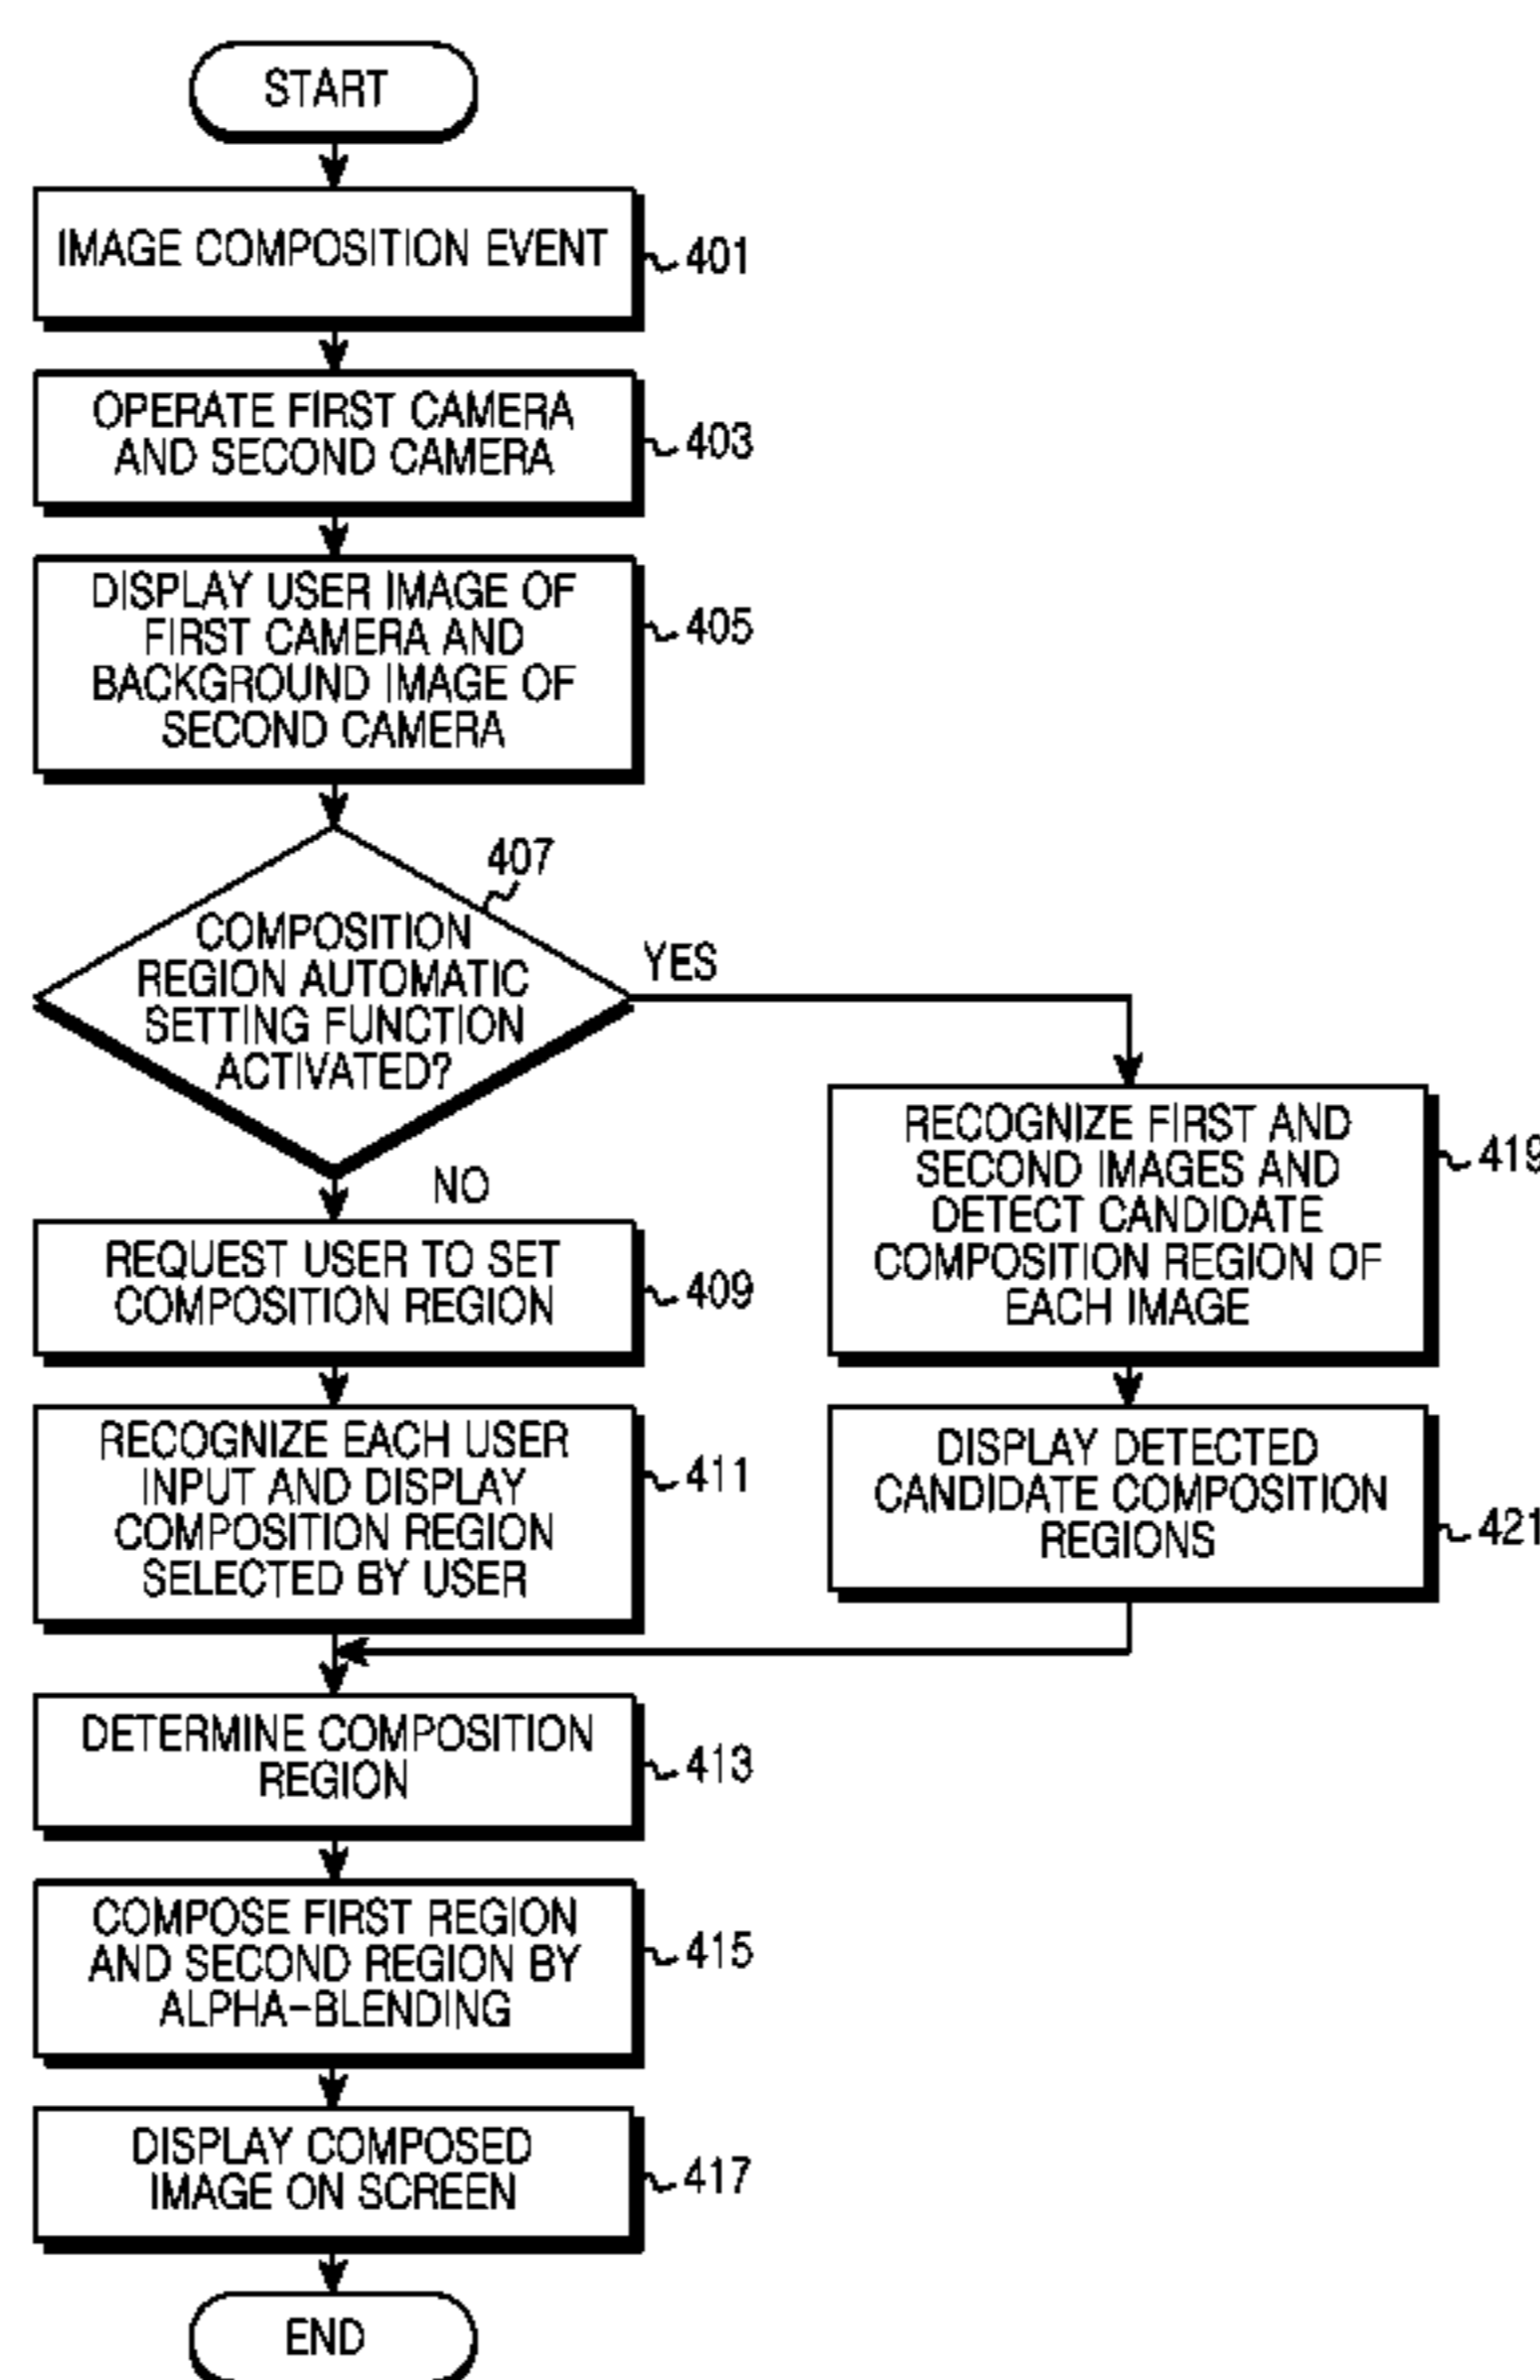 START
IMAGE COMPOSITION EVENT
401
OPERATE FIRST CAMERA
AND SECOND CAMERA
403
DISPLAY USER IMAGE OF
FIRST CAMERA AND
BACKGROUND IMAGE OF
SECOND CAMERA
405
407
COMPOSITION
REGION AUTOMATIC
SETTING FUNCTION
ACTIVATED?
YES
NO
REQUEST USER TO SET
COMPOSITION REGION
409
RECOGNIZE EACH USER
INPUT AND DISPLAY
COMPOSITION REGION
SELECTED BY USER
411
RECOGNIZE FIRST AND
SECOND IMAGES AND
DETECT CANDIDATE
COMPOSITION REGION OF
EACH IMAGE
419
DISPLAY DETECTED
CANDIDATE COMPOSITION
REGIONS
421
DETERMINE COMPOSITION
REGION
413
COMPOSE FIRST REGION
AND SECOND REGION BY
ALPHA-BLENDING
415
DISPLAY COMPOSED
IMAGE ON SCREEN
417
END